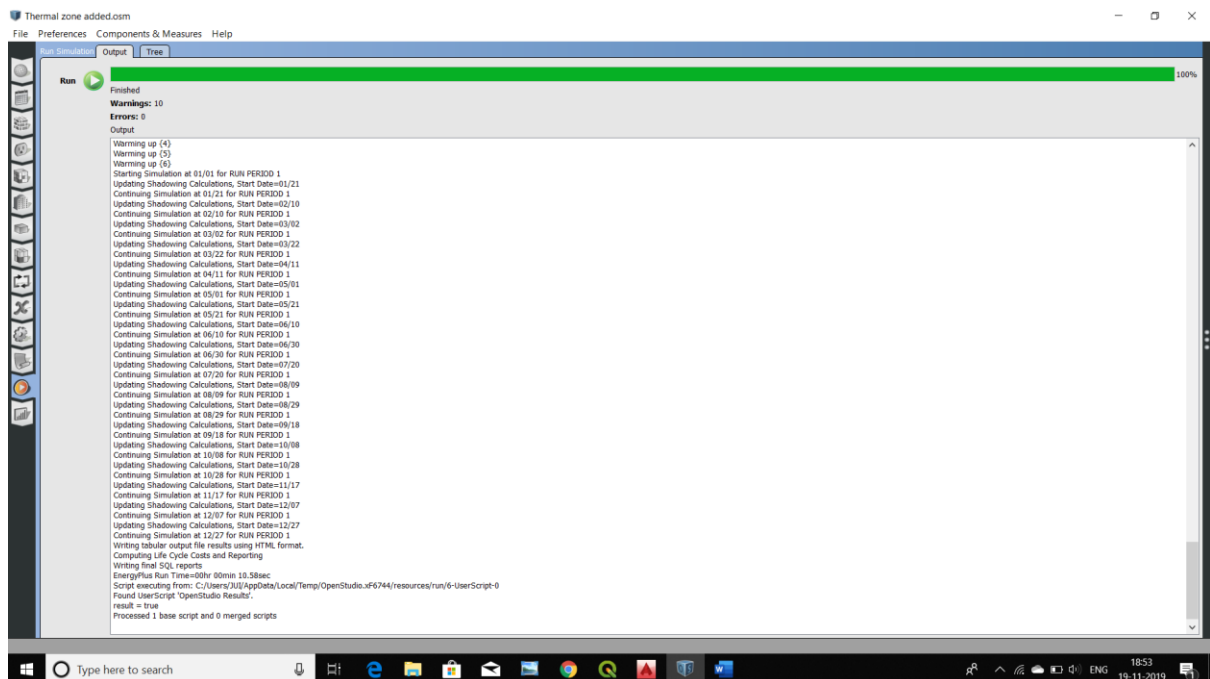 Thermal zone added.osm
File Preferences Components & Measures Help
Run Simulation Output Tree
Run 100%
Finished
Warnings: 10
Errors: 0
Output
Warming up {4}
Warming up {5}
Warming up {6}
Starting Simulation at 01/01 for RUN PERIOD 1
Updating Shadowing Calculations, Start Date=01/21
Continuing Simulation at 01/21 for RUN PERIOD 1
Updating Shadowing Calculations, Start Date=02/10
Continuing Simulation at 02/10 for RUN PERIOD 1
Updating Shadowing Calculations, Start Date=03/02
Continuing Simulation at 03/02 for RUN PERIOD 1
Updating Shadowing Calculations, Start Date=03/22
Continuing Simulation at 03/22 for RUN PERIOD 1
Updating Shadowing Calculations, Start Date=04/11
Continuing Simulation at 04/11 for RUN PERIOD 1
Updating Shadowing Calculations, Start Date=05/01
Continuing Simulation at 05/01 for RUN PERIOD 1
Updating Shadowing Calculations, Start Date=05/21
Continuing Simulation at 05/21 for RUN PERIOD 1
Updating Shadowing Calculations, Start Date=06/10
Continuing Simulation at 06/10 for RUN PERIOD 1
Updating Shadowing Calculations, Start Date=06/30
Continuing Simulation at 06/30 for RUN PERIOD 1
Updating Shadowing Calculations, Start Date=07/20
Continuing Simulation at 07/20 for RUN PERIOD 1
Updating Shadowing Calculations, Start Date=08/09
Continuing Simulation at 08/09 for RUN PERIOD 1
Updating Shadowing Calculations, Start Date=08/29
Continuing Simulation at 08/29 for RUN PERIOD 1
Updating Shadowing Calculations, Start Date=09/18
Continuing Simulation at 09/18 for RUN PERIOD 1
Updating Shadowing Calculations, Start Date=10/08
Continuing Simulation at 10/08 for RUN PERIOD 1
Updating Shadowing Calculations, Start Date=10/28
Continuing Simulation at 10/28 for RUN PERIOD 1
Updating Shadowing Calculations, Start Date=11/17
Continuing Simulation at 11/17 for RUN PERIOD 1
Updating Shadowing Calculations, Start Date=12/07
Continuing Simulation at 12/07 for RUN PERIOD 1
Updating Shadowing Calculations, Start Date=12/27
Continuing Simulation at 12/27 for RUN PERIOD 1
Writing tabular output file results using HTML format.
Computing Life Cycle Costs and Reporting
Writing final SQL reports
EnergyPlus Run Time=00hr 00min 10.58sec
Script executing from: C:/Users/JUI/AppData/Local/Temp/OpenStudio.xF6744/resources/run/6-UserScript-0
Found UserScript 'OpenStudio Results'.
result = true
Processed 1 base script and 0 merged scripts
Type here to search
ENG
18:53
19-11-2019